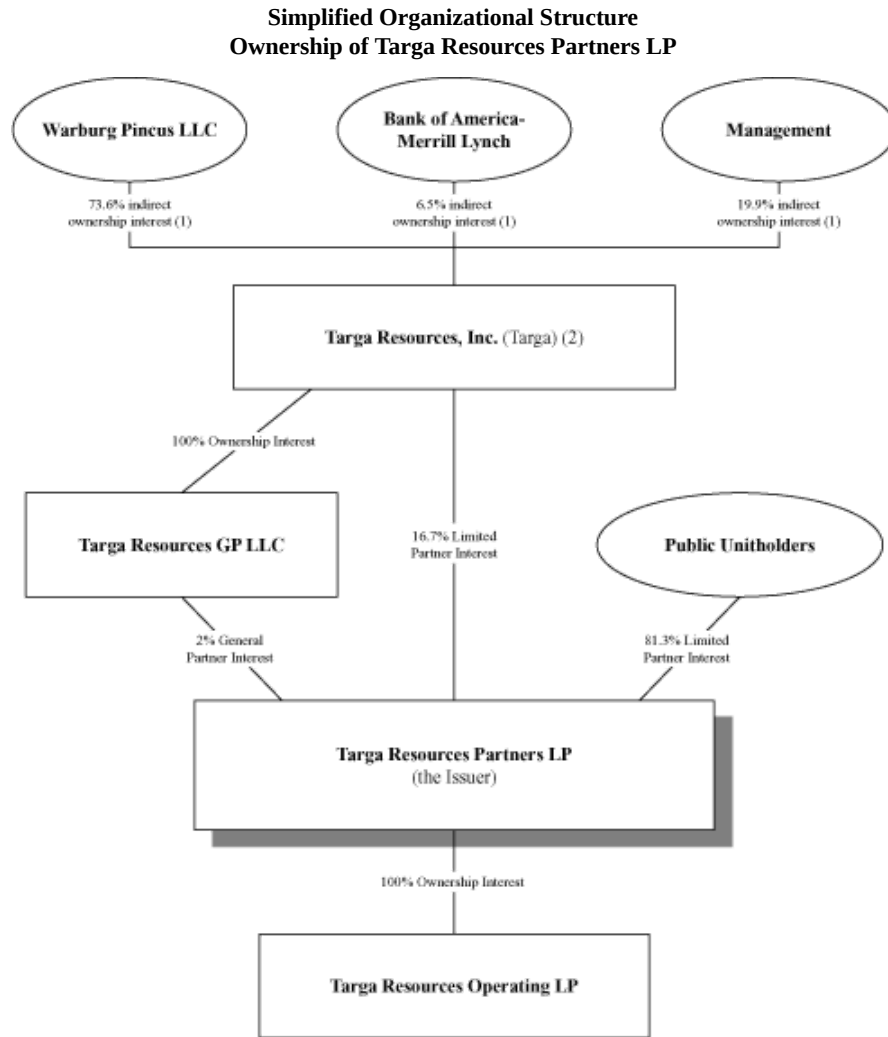 Simplified Organizational Structure
Ownership of Targa Resources Partners LP
Warburg Pincus LLC
Bank of America-
Merrill Lynch
Management
73.6% indirect
ownership interest (1)
6.5% indirect
ownership interest (1)
19.9% indirect
ownership interest (1)
Targa Resources, Inc. (Targa) (2)
100% Ownership Interest
Targa Resources GP LLC
16.7% Limited
Partner Interest
Public Unitholders
2% General
Partner Interest
81.3% Limited
Partner Interest
Targa Resources Partners LP
(the Issuer)
100% Ownership Interest
Targa Resources Operating LP